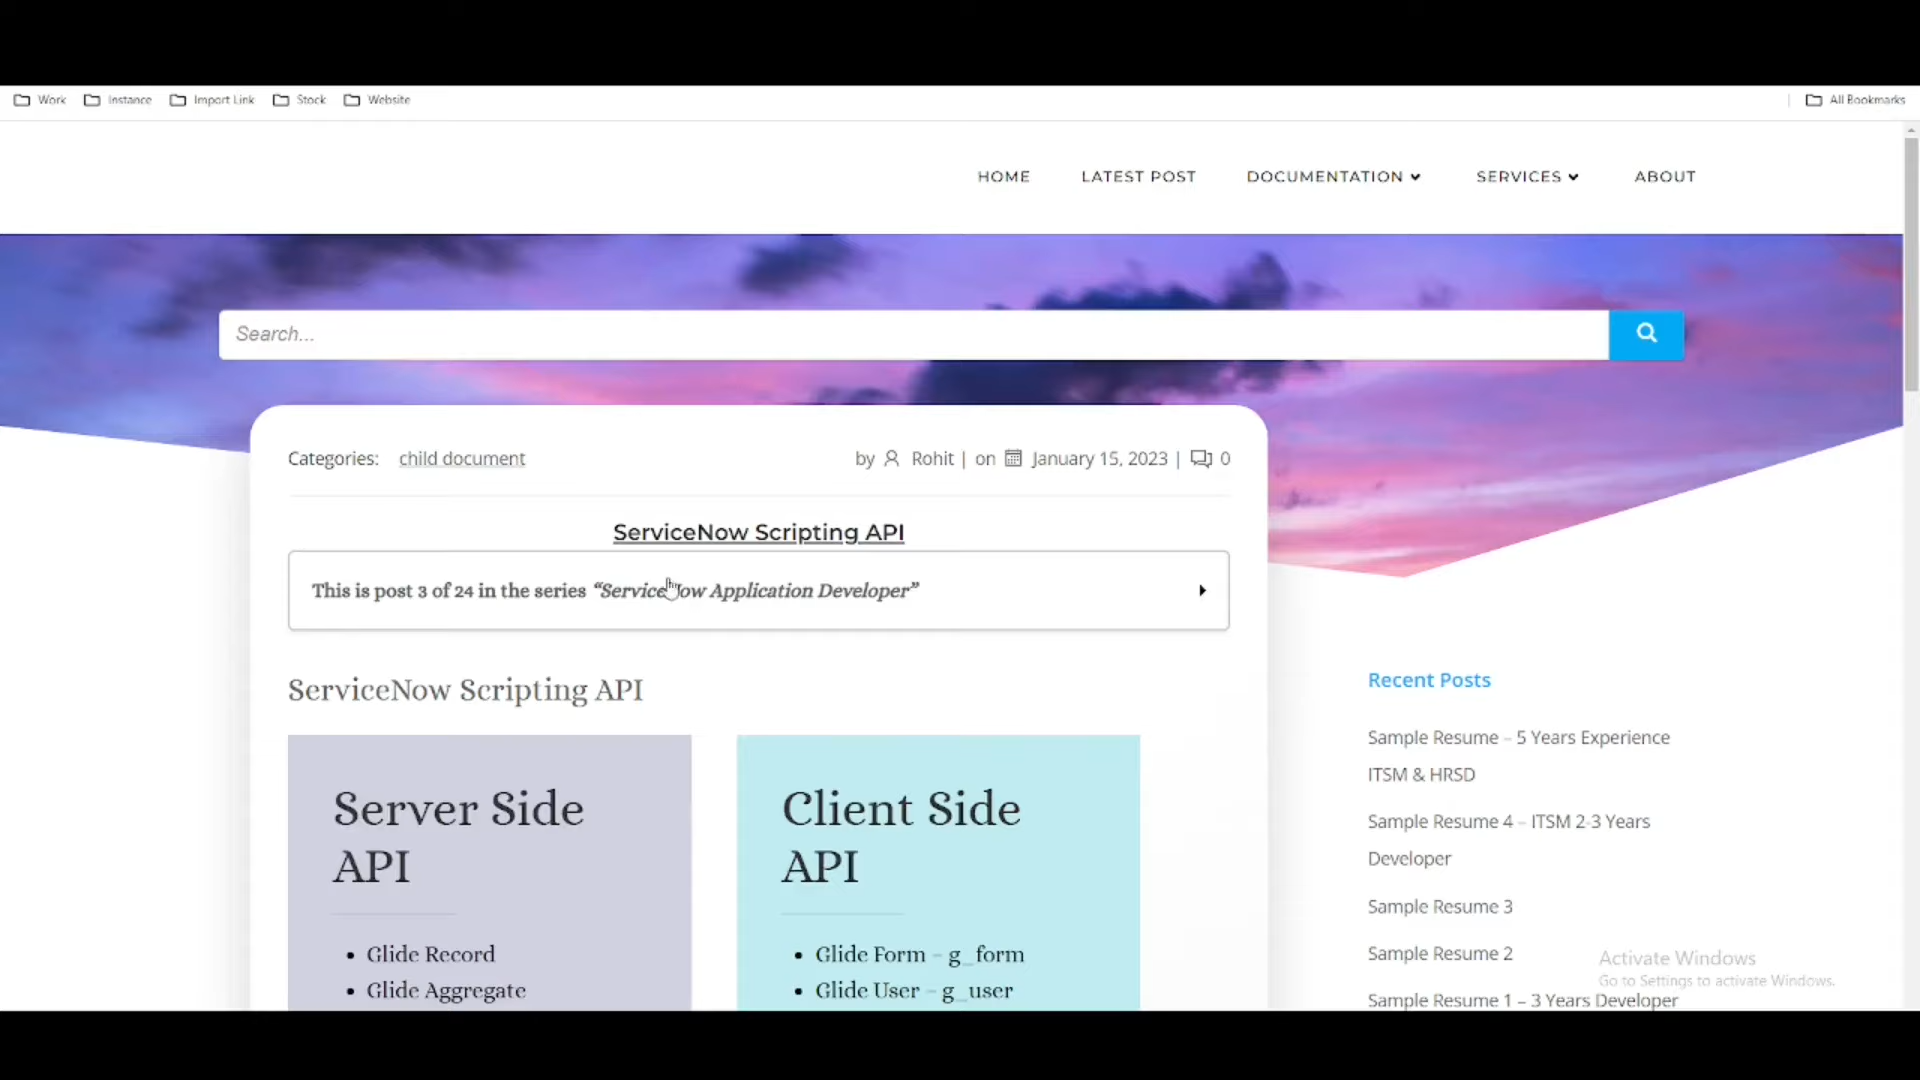 Work Instance Import Link Stock Website All Bookmarks
HOME LATEST POST DOCUMENTATION SERVICES ABOUT
Search...
Categories: child document by Rohit | on January 15, 2023 | 0
ServiceNow Scripting API
This is post 3 of 24 in the series “ServiceNow Application Developer”
ServiceNow Scripting API
Server Side
API
• Glide Record
• Glide Aggregate
Client Side
API
• Glide Form - g_form
• Glide User - g_user
Recent Posts
Sample Resume – 5 Years Experience
ITSM & HRSD
Sample Resume 4 – ITSM 2-3 Years
Developer
Sample Resume 3
Sample Resume 2
Sample Resume 1 – 3 Years Developer
Activate Windows
Go to Settings to activate Windows.